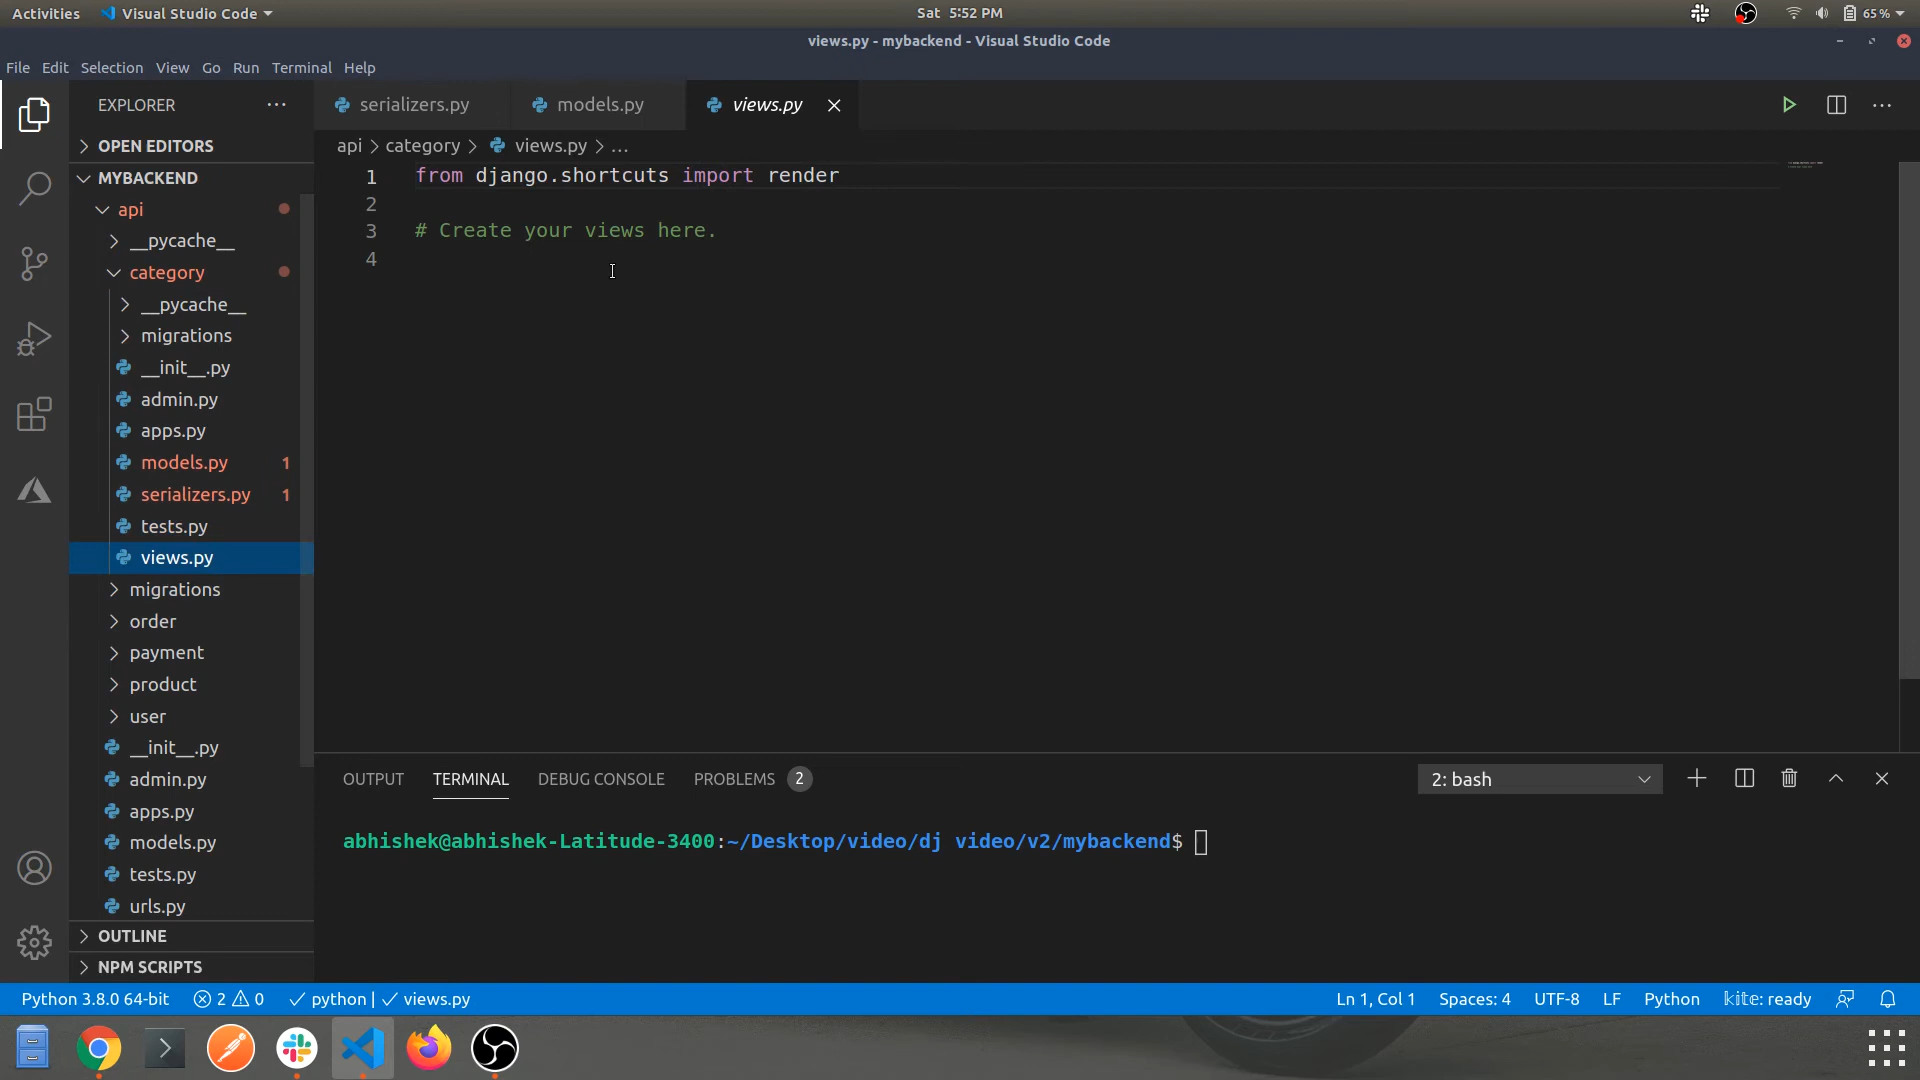 Activities Visual Studio Code Sat 5:52 PM 65 %
views.py - mybackend - Visual Studio Code
File Edit Selection View Go Run Terminal Help
EXPLORER ··· serializers.py models.py views.py
OPEN EDITORS
api > category > views.py > ...
MYBACKEND
1 from django.shortcuts import render
2
3 # Create your views here.
4
api
__pycache__
category
__pycache__
migrations
__init__.py
admin.py
apps.py
models.py 1
serializers.py 1
tests.py
views.py
migrations
order
payment
product
user
__init__.py
admin.py
apps.py
models.py
tests.py
urls.py
OUTLINE
NPM SCRIPTS
OUTPUT TERMINAL DEBUG CONSOLE PROBLEMS 2 2: bash
abhishek@abhishek-Latitude-3400:~/Desktop/video/dj video/v2/mybackend$
Python 3.8.0 64-bit 2 0 ✓ python | ✓ views.py Ln 1, Col 1 Spaces: 4 UTF-8 LF Python kite: ready